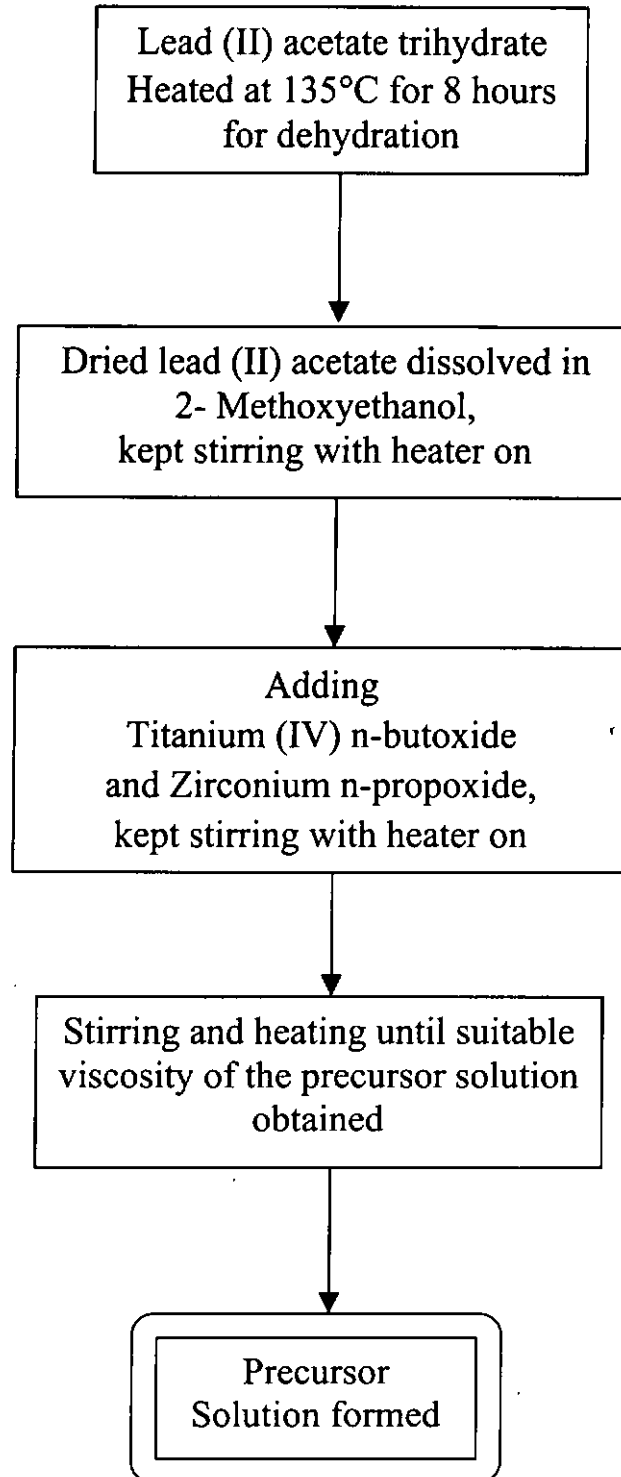 Lead (II) acetate trihydrate
Heated at 135°C for 8 hours
for dehydration
Dried lead (II) acetate dissolved in
2- Methoxyethanol,
kept stirring with heater on
Adding
Titanium (IV) n-butoxide
and Zirconium n-propoxide,
kept stirring with heater on
Stirring and heating until suitable
viscosity of the precursor solution
obtained
Precursor
Solution formed